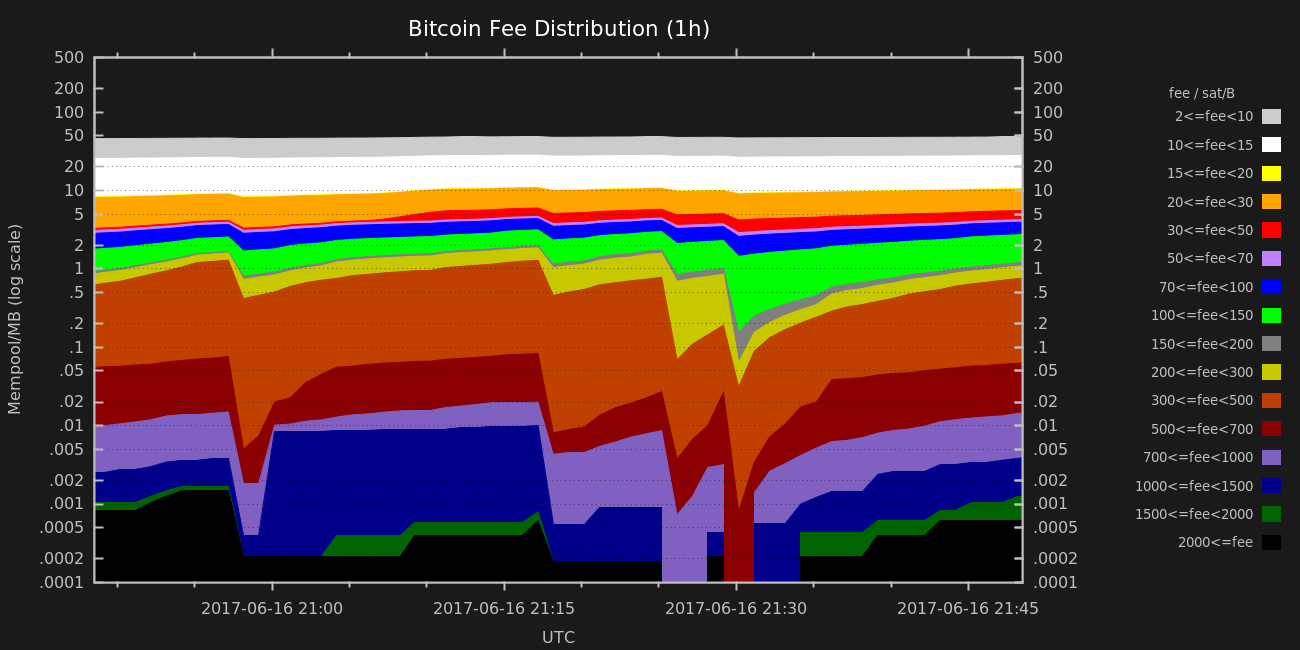 Bitcoin Fee Distribution (1h)
500 500
200 200
100 100
50 50
20 20
10 10
5 5
2 2
1 1
.5 .5
.2 .2
.1 .1
.05 .05
.02 .02
.01 .01
.005 .005
.002 .002
.001 .001
.0005 .0005
.0002 .0002
.0001 .0001
Mempool/MB (log scale)
2017-06-16 21:00 2017-06-16 21:15 2017-06-16 21:30 2017-06-16 21:45
UTC
fee / sat/B
2<=fee<10
10<=fee<15
15<=fee<20
20<=fee<30
30<=fee<50
50<=fee<70
70<=fee<100
100<=fee<150
150<=fee<200
200<=fee<300
300<=fee<500
500<=fee<700
700<=fee<1000
1000<=fee<1500
1500<=fee<2000
2000<=fee